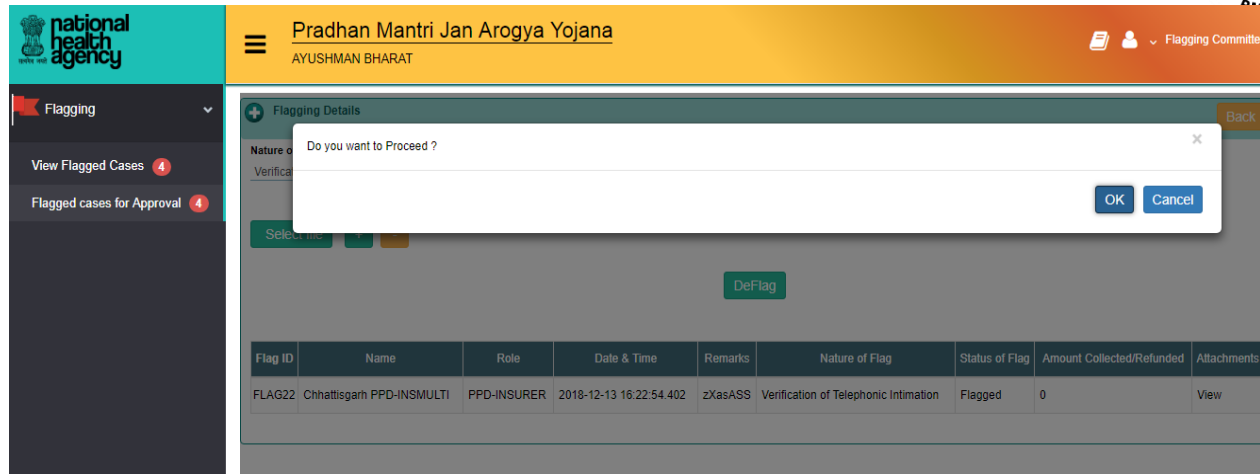 national
health
agency
Pradhan Mantri Jan Arogya Yojana
AYUSHMAN BHARAT
Flagging Committe
Flagging
View Flagged Cases 4
Flagged cases for Approval 4
Flagging Details
Back
Nature o
Verificat
Do you want to Proceed ?
×
OK Cancel
Select file + -
DeFlag
Flag ID Name Role Date & Time Remarks Nature of Flag Status of Flag Amount Collected/Refunded Attachments
FLAG22 Chhattisgarh PPD-INSMULTI PPD-INSURER 2018-12-13 16:22:54.402 zXasASS Verification of Telephonic Intimation Flagged 0 View